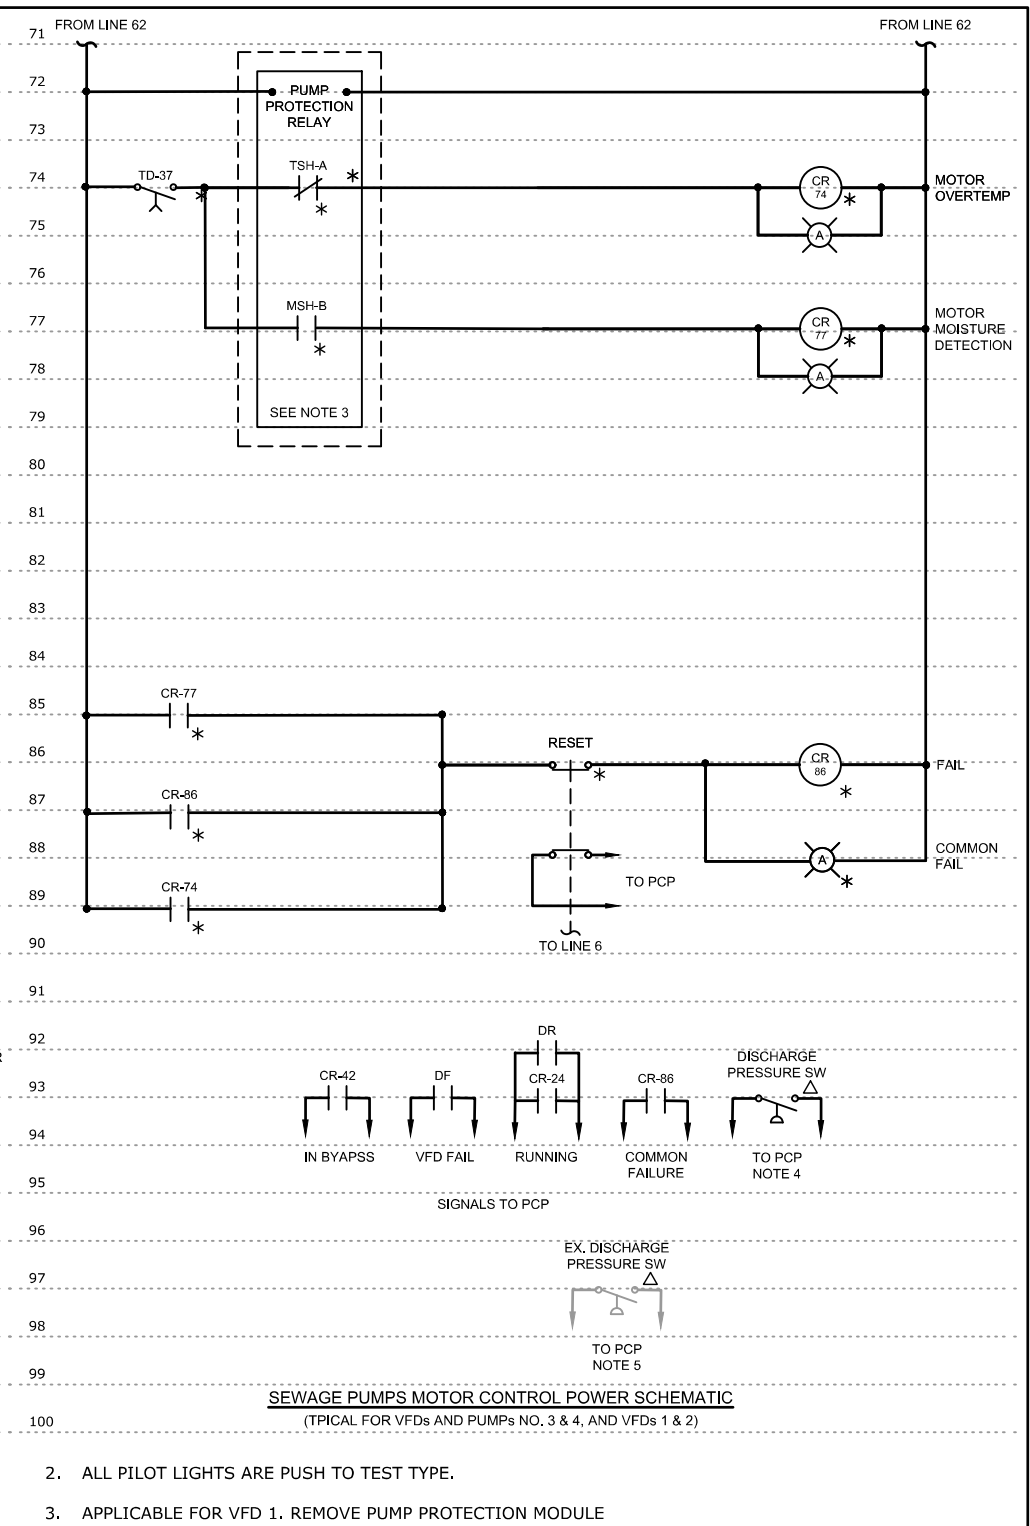 71 FROM LINE 62 FROM LINE 62
72 PUMP
PROTECTION
RELAY
73
74 TD-37 TSH-A CR
74 MOTOR
OVERTEMP
75 A
76
77 MSH-B CR
77 MOTOR
MOISTURE
DETECTION
78 A
79 SEE NOTE 3
80
81
82
83
84
85 CR-77
86 RESET CR
86 FAIL
87 CR-86
88 A COMMON
FAIL
TO PCP
89 CR-74
90 TO LINE 6
91
92 DR
R
93 CR-42 DF CR-24 CR-86 DISCHARGE
PRESSURE SW
94 IN BYAPSS VFD FAIL RUNNING COMMON
FAILURE TO PCP
NOTE 4
95 SIGNALS TO PCP
96 EX. DISCHARGE
PRESSURE SW
97
98 TO PCP
NOTE 5
99 SEWAGE PUMPS MOTOR CONTROL POWER SCHEMATIC
100 (TPICAL FOR VFDs AND PUMPs NO. 3 & 4, AND VFDs 1 & 2)
2. ALL PILOT LIGHTS ARE PUSH TO TEST TYPE.
3. APPLICABLE FOR VFD 1. REMOVE PUMP PROTECTION MODULE